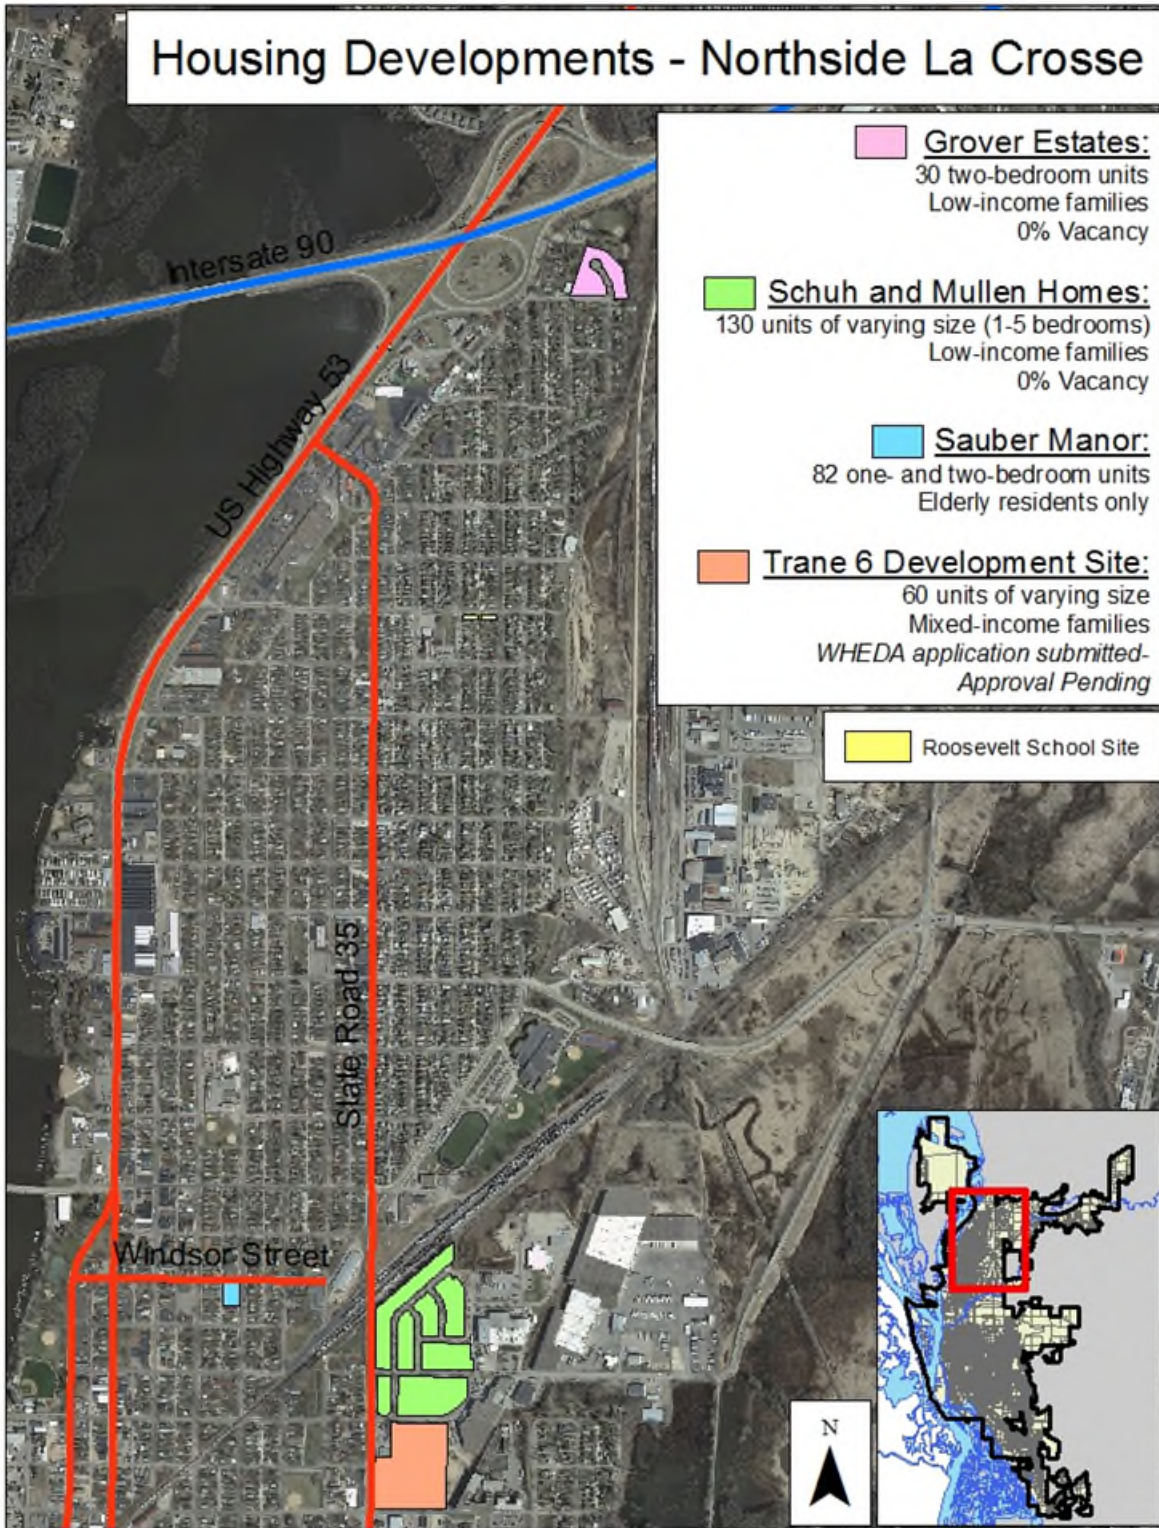 Housing Developments - Northside La Crosse
Grover Estates:
30 two-bedroom units
Low-income families
0% Vacancy
Schuh and Mullen Homes:
130 units of varying size (1-5 bedrooms)
Low-income families
0% Vacancy
Sauber Manor:
82 one- and two-bedroom units
Elderly residents only
Trane 6 Development Site:
60 units of varying size
Mixed-income families
WHEDA application submitted-
Approval Pending
Roosevelt School Site
Intersate 90
US Highway 53
State Road 35
Windsor Street
N